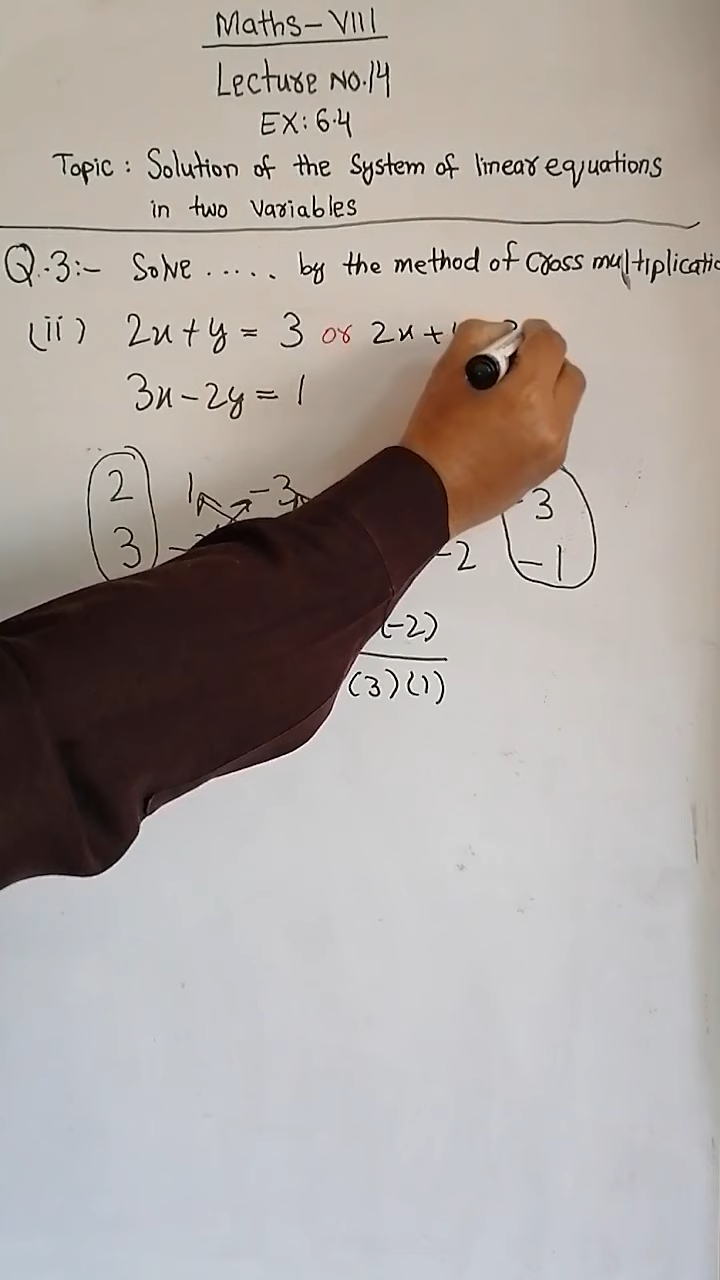 Maths-VIII
Lecture No.14
EX: 6.4
Topic: Solution of the System of linear equations
in two Variables
Q.3:- Solve ..... by the method of Cross multiplicatio
(ii) 2x + y = 3 or 2x +
3x - 2y = 1
2 1 -3 3
3 -2 -1
(-2)
(3)(1)